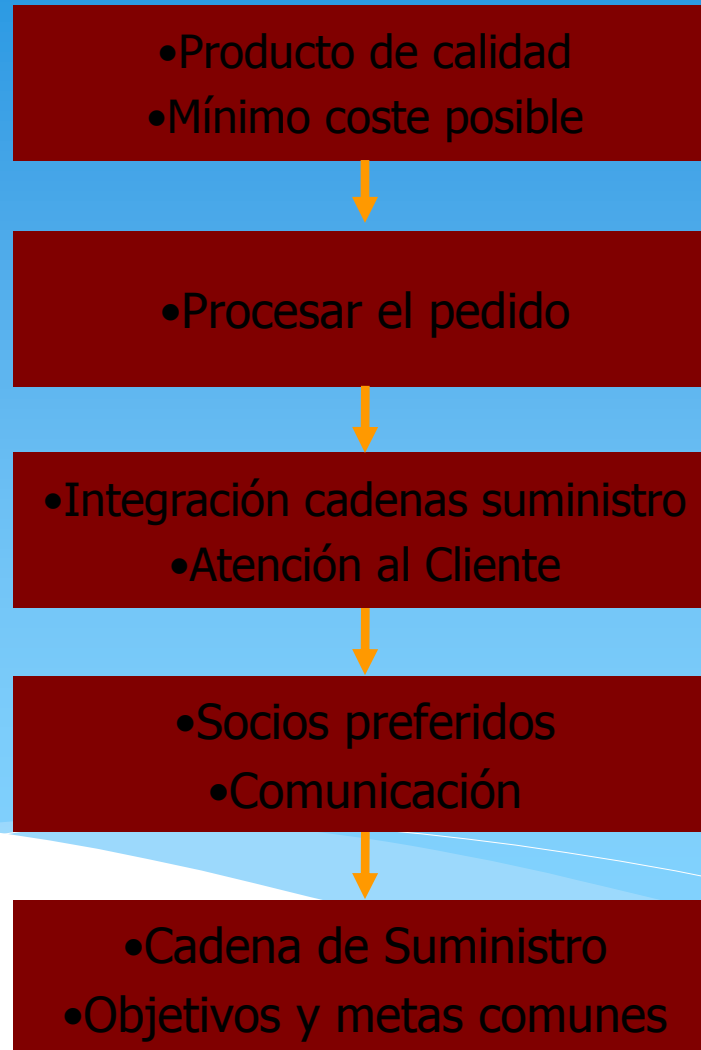 •Producto de calidad
•Mínimo coste posible
•Procesar el pedido
•Integración cadenas suministro
•Atención al Cliente
•Socios preferidos
•Comunicación
•Cadena de Suministro
•Objetivos y metas comunes